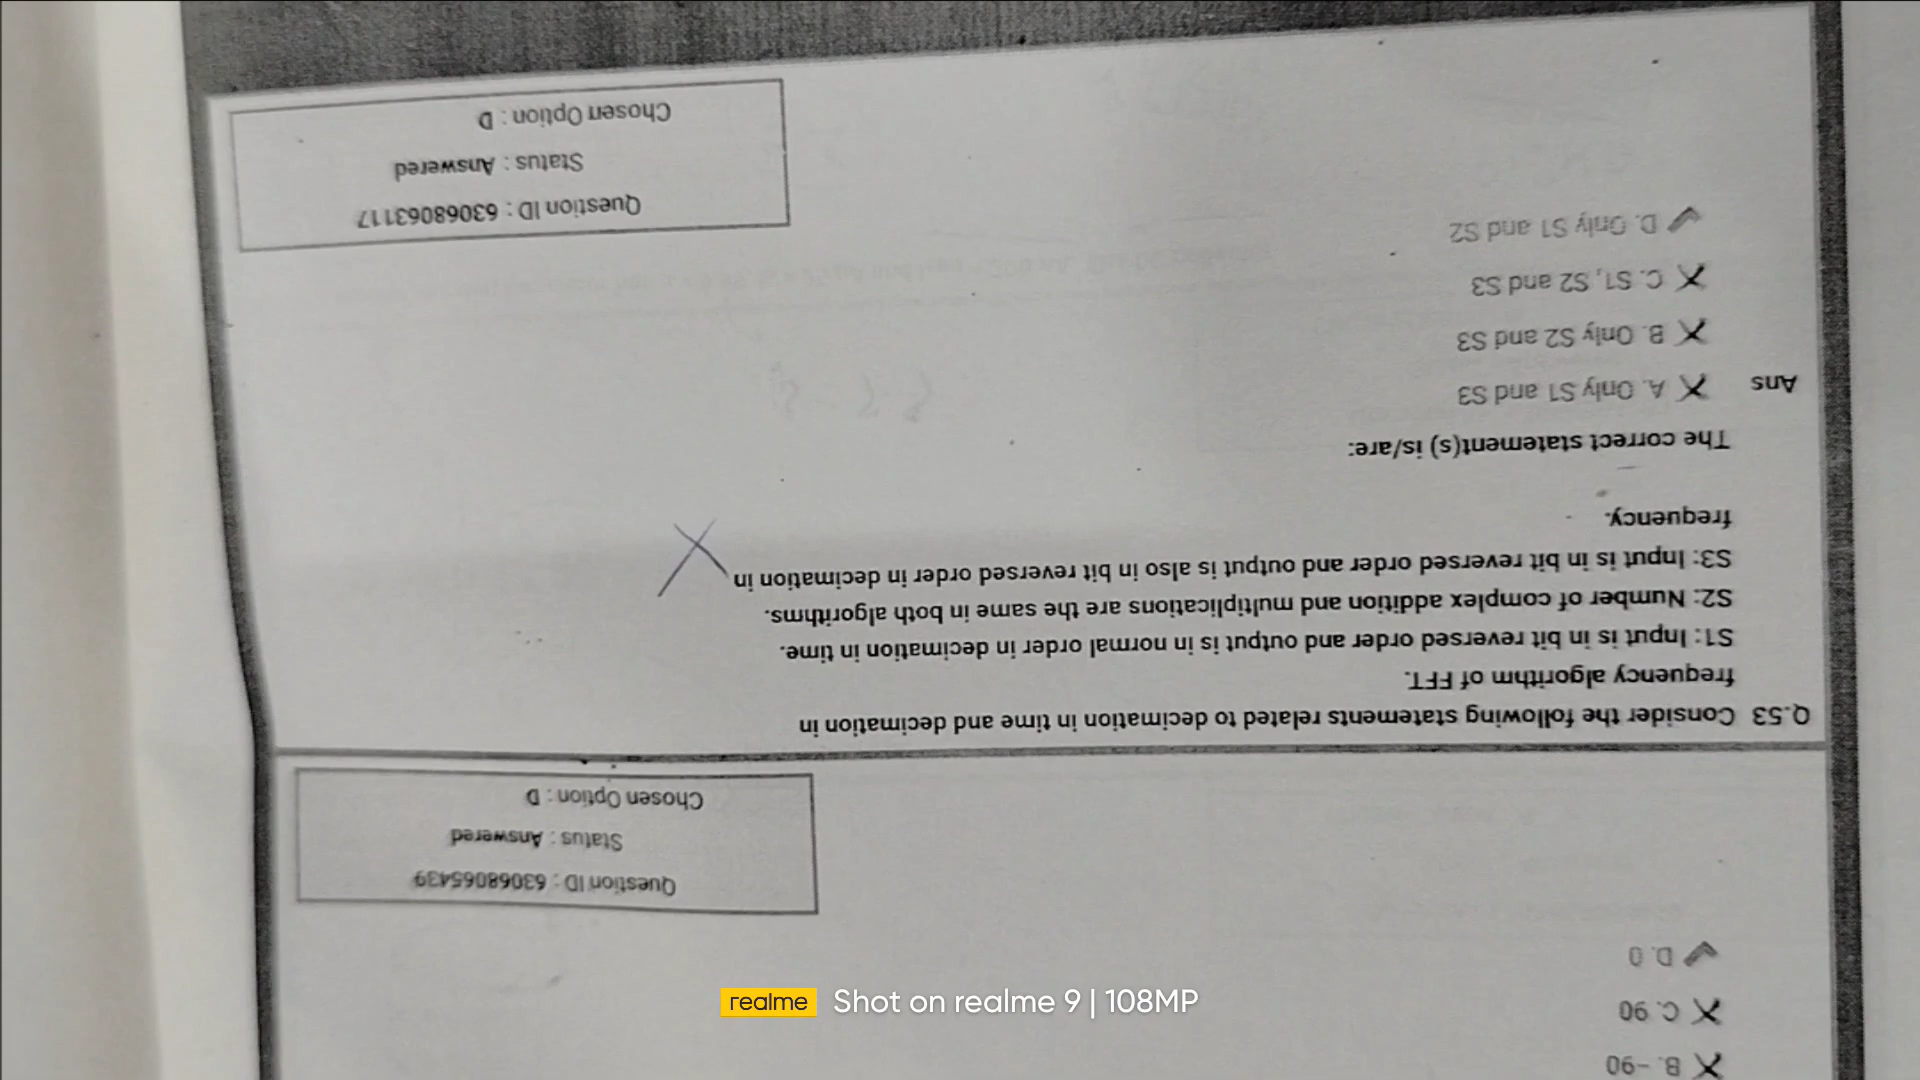 B. -90
C. 90
D. 0
Question ID : 63068065439
Status : Answered
Chosen Option : D
Q.53 Consider the following statements related to decimation in time and decimation in
frequency algorithm of FFT.
S1: Input is in bit reversed order and output is in normal order in decimation in time.
S2: Number of complex addition and multiplications are the same in both algorithms.
S3: Input is in bit reversed order and output is also in bit reversed order in decimation in
frequency.
The correct statement(s) is/are:
Ans A. Only S1 and S3
B. Only S2 and S3
C. S1, S2 and S3
D. Only S1 and S2
Question ID : 63068063117
Status : Answered
Chosen Option : D
realme Shot on realme 9 | 108MP